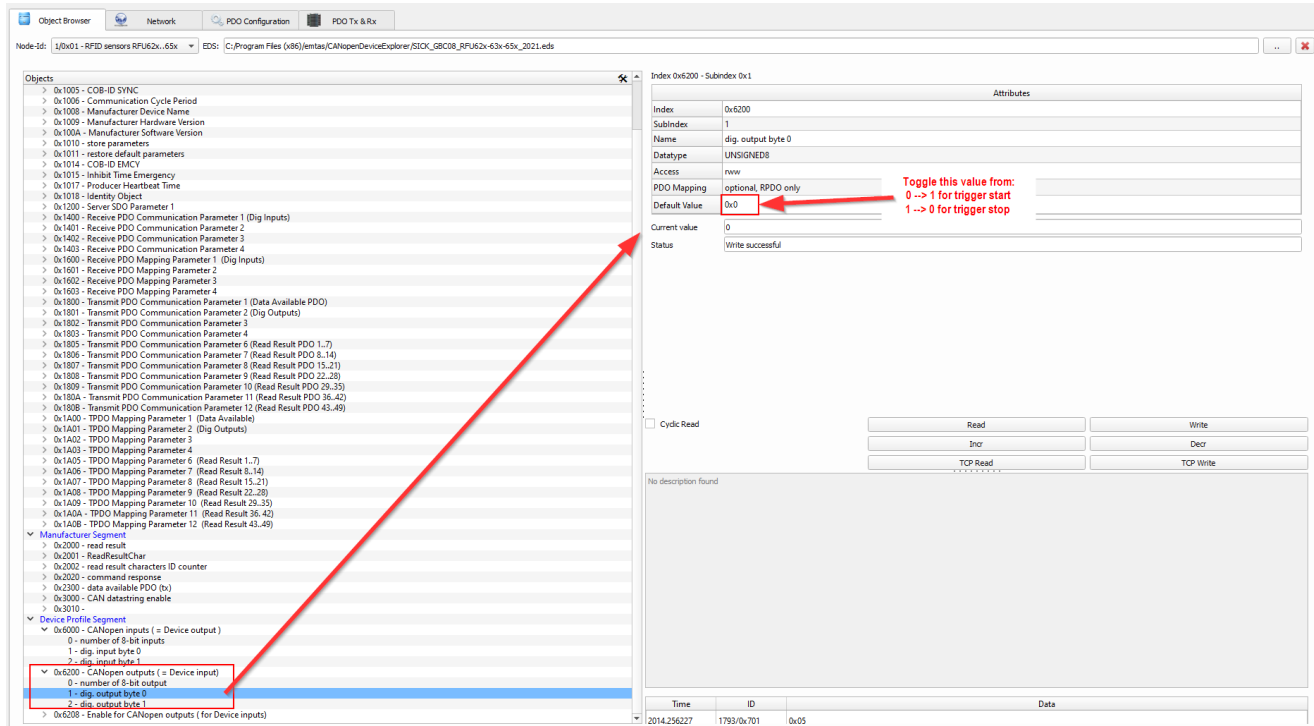 Object Browser
Network
PDO Configuration
PDO Tx & Rx
Node-Id: 1/0x01 - RFID sensors RFU62x..65x EDS: C:/Program Files (x86)/emtas/CANopenDeviceExplorer/SICK_GBC08_RFU62x-63x-65x_2021.eds ..
Objects
0x1005 - COB-ID SYNC
0x1006 - Communication Cycle Period
0x1008 - Manufacturer Device Name
0x1009 - Manufacturer Hardware Version
0x100A - Manufacturer Software Version
0x1010 - store parameters
0x1011 - restore default parameters
0x1014 - COB-ID EMCY
0x1015 - Inhibit Time Emergency
0x1017 - Producer Heartbeat Time
0x1018 - Identity Object
0x1200 - Server SDO Parameter 1
0x1400 - Receive PDO Communication Parameter 1 (Dig Inputs)
0x1401 - Receive PDO Communication Parameter 2
0x1402 - Receive PDO Communication Parameter 3
0x1403 - Receive PDO Communication Parameter 4
0x1600 - Receive PDO Mapping Parameter 1 (Dig Inputs)
0x1601 - Receive PDO Mapping Parameter 2
0x1602 - Receive PDO Mapping Parameter 3
0x1603 - Receive PDO Mapping Parameter 4
0x1800 - Transmit PDO Communication Parameter 1 (Data Available PDO)
0x1801 - Transmit PDO Communication Parameter 2 (Dig Outputs)
0x1802 - Transmit PDO Communication Parameter 3
0x1803 - Transmit PDO Communication Parameter 4
0x1805 - Transmit PDO Communication Parameter 6 (Read Result PDO 1..7)
0x1806 - Transmit PDO Communication Parameter 7 (Read Result PDO 8..14)
0x1807 - Transmit PDO Communication Parameter 8 (Read Result PDO 15..21)
0x1808 - Transmit PDO Communication Parameter 9 (Read Result PDO 22..28)
0x1809 - Transmit PDO Communication Parameter 10 (Read Result PDO 29..35)
0x180A - Transmit PDO Communication Parameter 11 (Read Result PDO 36..42)
0x180B - Transmit PDO Communication Parameter 12 (Read Result PDO 43..49)
0x1A00 - TPDO Mapping Parameter 1 (Data Available)
0x1A01 - TPDO Mapping Parameter 2 (Dig Outputs)
0x1A02 - TPDO Mapping Parameter 3
0x1A03 - TPDO Mapping Parameter 4
0x1A05 - TPDO Mapping Parameter 6 (Read Result 1..7)
0x1A06 - TPDO Mapping Parameter 7 (Read Result 8..14)
0x1A07 - TPDO Mapping Parameter 8 (Read Result 15..21)
0x1A08 - TPDO Mapping Parameter 9 (Read Result 22..28)
0x1A09 - TPDO Mapping Parameter 10 (Read Result 29..35)
0x1A0A - TPDO Mapping Parameter 11 (Read Result 36. 42)
0x1A0B - TPDO Mapping Parameter 12 (Read Result 43..49)
Manufacturer Segment
0x2000 - read result
0x2001 - ReadResultChar
0x2002 - read result characters ID counter
0x2020 - command response
0x2300 - data available PDO (tx)
0x3000 - CAN datastring enable
0x3010 -
Device Profile Segment
0x6000 - CANopen inputs ( = Device output )
0 - number of 8-bit inputs
1 - dig. input byte 0
2 - dig. input byte 1
0x6200 - CANopen outputs ( = Device input)
0 - number of 8-bit output
1 - dig. output byte 0
2 - dig. output byte 1
0x6208 - Enable for CANopen outputs ( for Device inputs)
Index 0x6200 - Subindex 0x1
Attributes
Index 0x6200
SubIndex 1
Name dig. output byte 0
Datatype UNSIGNED8
Access rww
PDO Mapping optional, RPDO only
Default Value 0x0
Toggle this value from:
0 --> 1 for trigger start
1 --> 0 for trigger stop
Current value 0
Status Write successful
Cyclic Read
Read Write
Incr Decr
TCP Read TCP Write
No description found
Time ID Data
2014.256227 1793/0x701 0x05